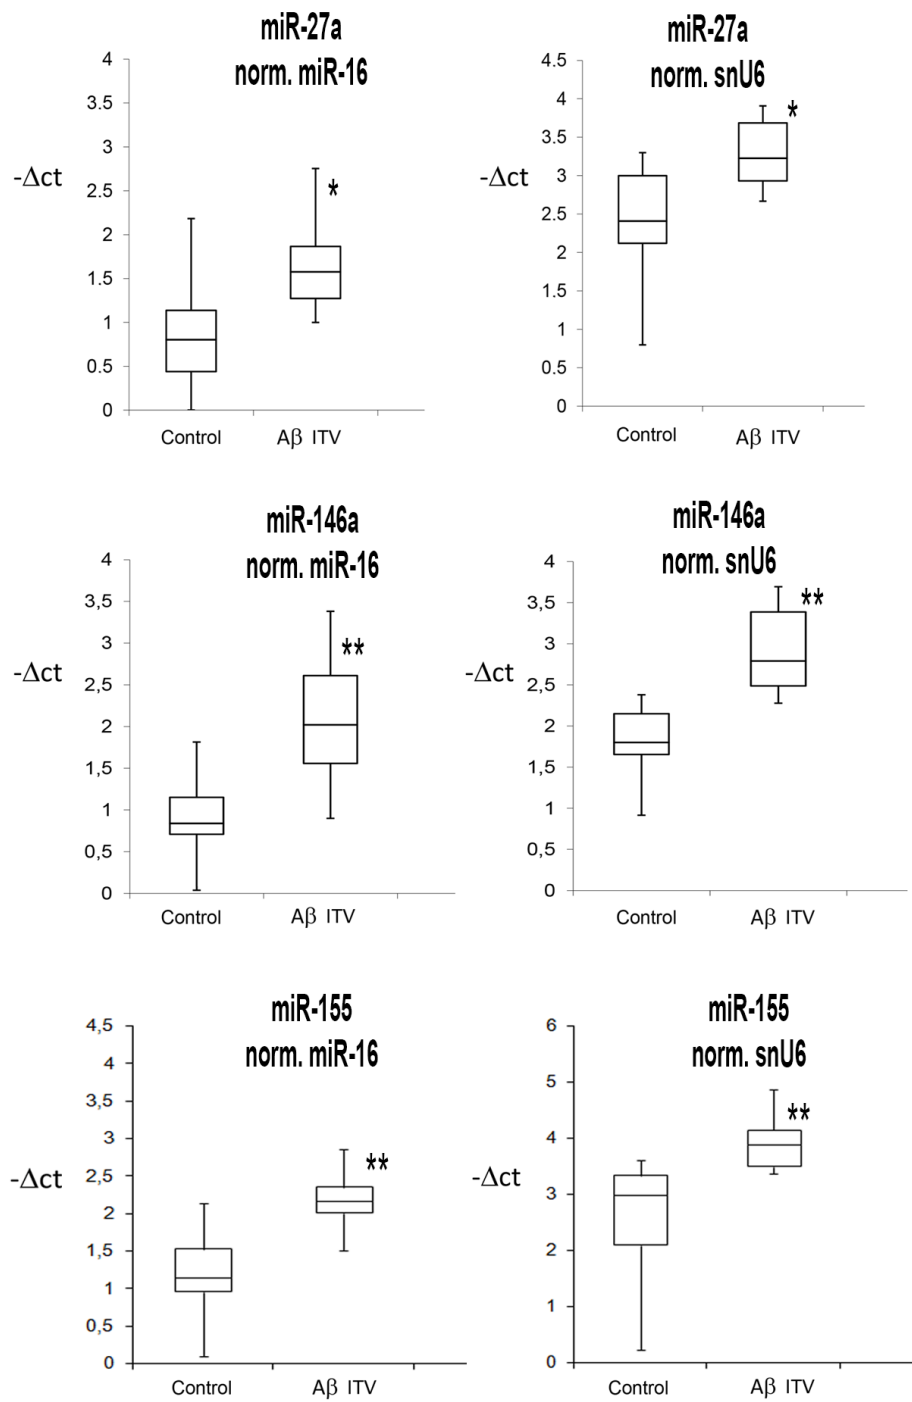 miR-27a
norm. miR-16
4
3.5
3
2.5
2
1.5
1
0.5
0
-Δct
*
Control
Aβ ITV
miR-27a
norm. snU6
4.5
4
3.5
3
2.5
2
1.5
1
0.5
0
-Δct
*
Control
Aβ ITV
miR-146a
norm. miR-16
4
3,5
3
2,5
2
1,5
1
0,5
0
-Δct
**
Control
Aβ ITV
miR-146a
norm. snU6
4
3,5
3
2,5
2
1,5
1
0,5
0
-Δct
**
Control
Aβ ITV
miR-155
norm. miR-16
4,5
4
3,5
3
2,5
2
1,5
1
0,5
0
-Δct
**
Control
Aβ ITV
miR-155
norm. snU6
6
5
4
3
2
1
0
-Δct
**
Control
Aβ ITV